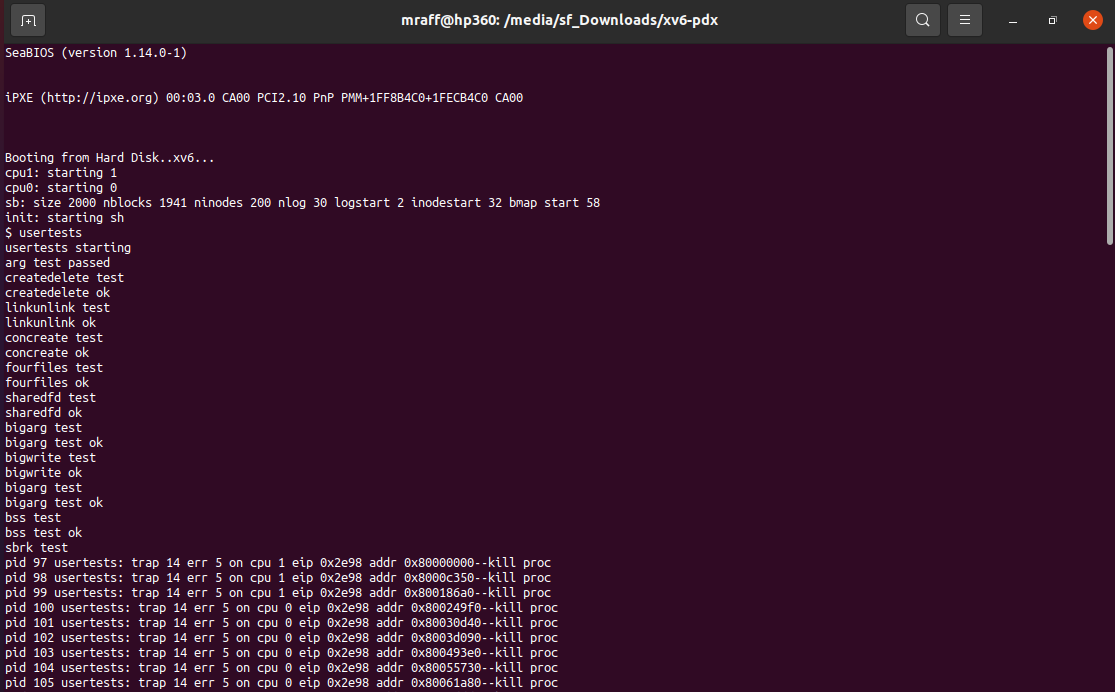 mraff@hp360: /media/sf_Downloads/xv6-pdx
SeaBIOS (version 1.14.0-1)
iPXE (http://ipxe.org) 00:03.0 CA00 PCI2.10 PnP PMM+1FF8B4C0+1FECB4C0 CA00
Booting from Hard Disk..xv6...
cpu1: starting 1
cpu0: starting 0
sb: size 2000 nblocks 1941 ninodes 200 nlog 30 logstart 2 inodestart 32 bmap start 58
init: starting sh
$ usertests
usertests starting
arg test passed
createdelete test
createdelete ok
linkunlink test
linkunlink ok
concreate test
concreate ok
fourfiles test
fourfiles ok
sharedfd test
sharedfd ok
bigarg test
bigarg test ok
bigwrite test
bigwrite ok
bigarg test
bigarg test ok
bss test
bss test ok
sbrk test
pid 97 usertests: trap 14 err 5 on cpu 1 eip 0x2e98 addr 0x80000000--kill proc
pid 98 usertests: trap 14 err 5 on cpu 1 eip 0x2e98 addr 0x8000c350--kill proc
pid 99 usertests: trap 14 err 5 on cpu 1 eip 0x2e98 addr 0x800186a0--kill proc
pid 100 usertests: trap 14 err 5 on cpu 0 eip 0x2e98 addr 0x800249f0--kill proc
pid 101 usertests: trap 14 err 5 on cpu 0 eip 0x2e98 addr 0x80030d40--kill proc
pid 102 usertests: trap 14 err 5 on cpu 0 eip 0x2e98 addr 0x8003d090--kill proc
pid 103 usertests: trap 14 err 5 on cpu 0 eip 0x2e98 addr 0x800493e0--kill proc
pid 104 usertests: trap 14 err 5 on cpu 0 eip 0x2e98 addr 0x80055730--kill proc
pid 105 usertests: trap 14 err 5 on cpu 0 eip 0x2e98 addr 0x80061a80--kill proc